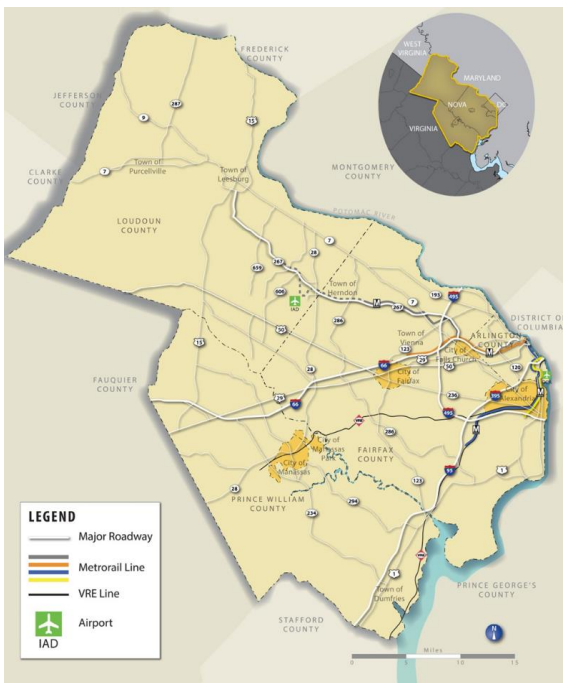 FREDERICK
COUNTY
WEST
VIRGINIA
MARYLAND
NOVA
DC
VIRGINIA
JEFFERSON
COUNTY
287
9
15
CLARKE
COUNTY
7
Town of
Purcellville
Town of
Leesburg
MONTGOMERY
COUNTY
LOUDOUN
COUNTY
POTOMAC RIVER
7
28
267
659
606
IAD
Town of
Herndon
M
267
7
193
495
DISTRICT OF
COLUMBIA
50
286
Town of
Vienna
123
ARLINGTON
COUNTY
City of
Falls Church
M
15
66
29
50
120
28
City of
Fairfax
FAUQUIER
COUNTY
29
66
236
395
City of
Alexandria
M
495
M
VRE
286
City of
Manassas
Park
FAIRFAX
COUNTY
City of
Manassas
95
1
28
PRINCE WILLIAM
COUNTY
123
294
234
VRE
1
Town of
Dumfries
PRINCE GEORGE'S
COUNTY
STAFFORD
COUNTY
LEGEND
Major Roadway
Metrorail Line
VRE Line
Airport
IAD
N
Miles
0 5 10 15